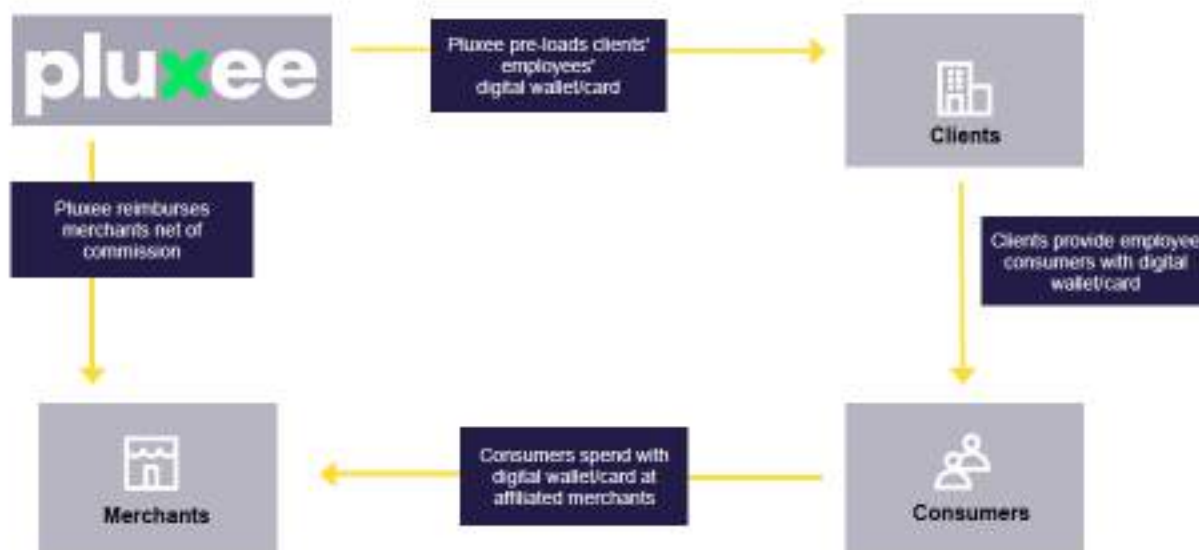 pluxee
Pluxee pre-loads clients'
employees'
digital wallet/card
Clients
Pluxee reimburses
merchants net of
commission
Clients provide employee
consumers with digital
wallet/card
Merchants
Consumers spend with
digital wallet/card at
affiliated merchants
Consumers